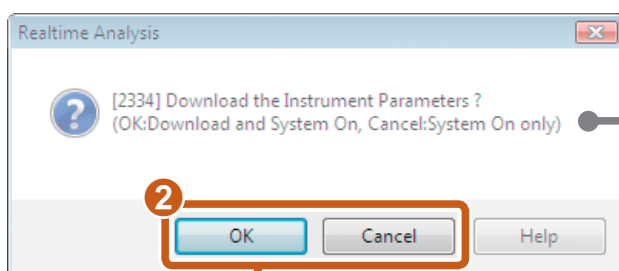 Realtime Analysis
[2334] Download the Instrument Parameters ?
(OK:Download and System On, Cancel:System On only)
2
OK Cancel Help